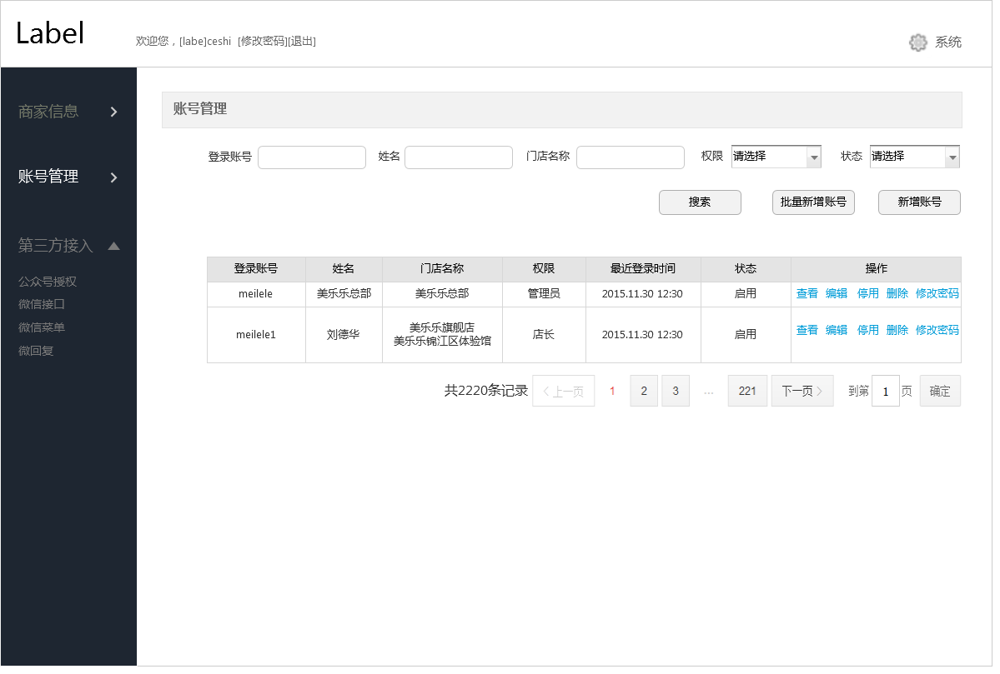 Label
欢迎您，[labe]ceshi [修改密码][退出]
系统
商家信息
账号管理
第三方接入
公众号授权
微信接口
微信菜单
微回复
账号管理
登录账号 姓名 门店名称 权限 请选择 状态 请选择
搜索 批量新增账号 新增账号
登录账号 姓名 门店名称 权限 最近登录时间 状态 操作
meilele 美乐乐总部 美乐乐总部 管理员 2015.11.30 12:30 启用 查看 编辑 停用 删除 修改密码
meilele1 刘德华 美乐乐旗舰店 店长 2015.11.30 12:30 启用 查看 编辑 停用 删除 修改密码
美乐乐锦江区体验馆
共2220条记录 上一页 1 2 3 ... 221 下一页 到第 1 页 确定